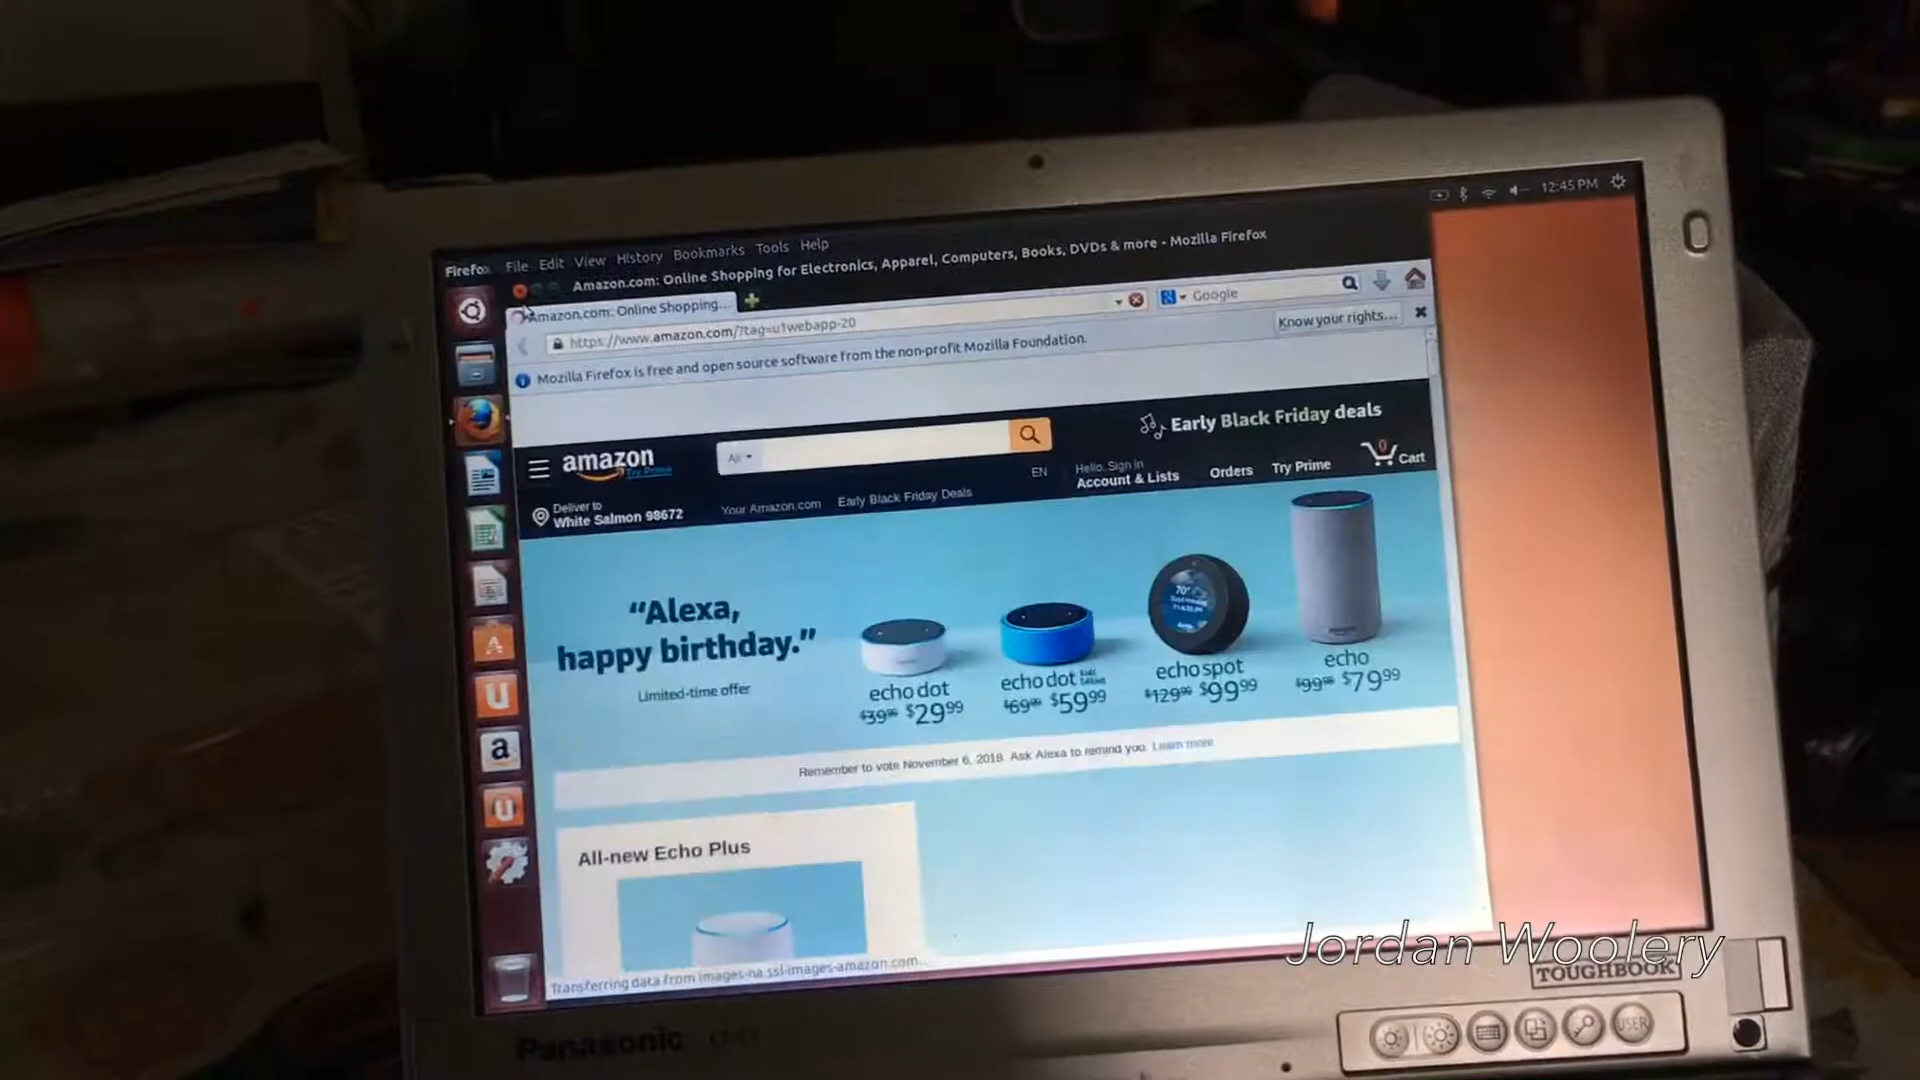 12:45 PM
Firefox File Edit View History Bookmarks Tools Help
Amazon.com: Online Shopping for Electronics, Apparel, Computers, Books, DVDs & more - Mozilla Firefox
Amazon.com: Online Shopping...
https://www.amazon.com/?tag=u1webapp-20
Google
Mozilla Firefox is free and open source software from the non-profit Mozilla Foundation.
Know your rights...
Early Black Friday deals
amazon
Try Prime
All
EN
Hello, Sign in
Account & Lists
Orders
Try Prime
0
Cart
Deliver to
White Salmon 98672
Your Amazon.com
Early Black Friday Deals
"Alexa,
happy birthday."
Limited-time offer
echo dot
$39.99 $29.99
echo dot kids edition
$69.99 $59.99
70°
echo spot
$129.99 $99.99
echo
$99.99 $79.99
Remember to vote November 6, 2018. Ask Alexa to remind you. Learn more
All-new Echo Plus
Transferring data from images-na.ssl-images-amazon.com...
Jordan Woolery
TOUGHBOOK
Panasonic
USER